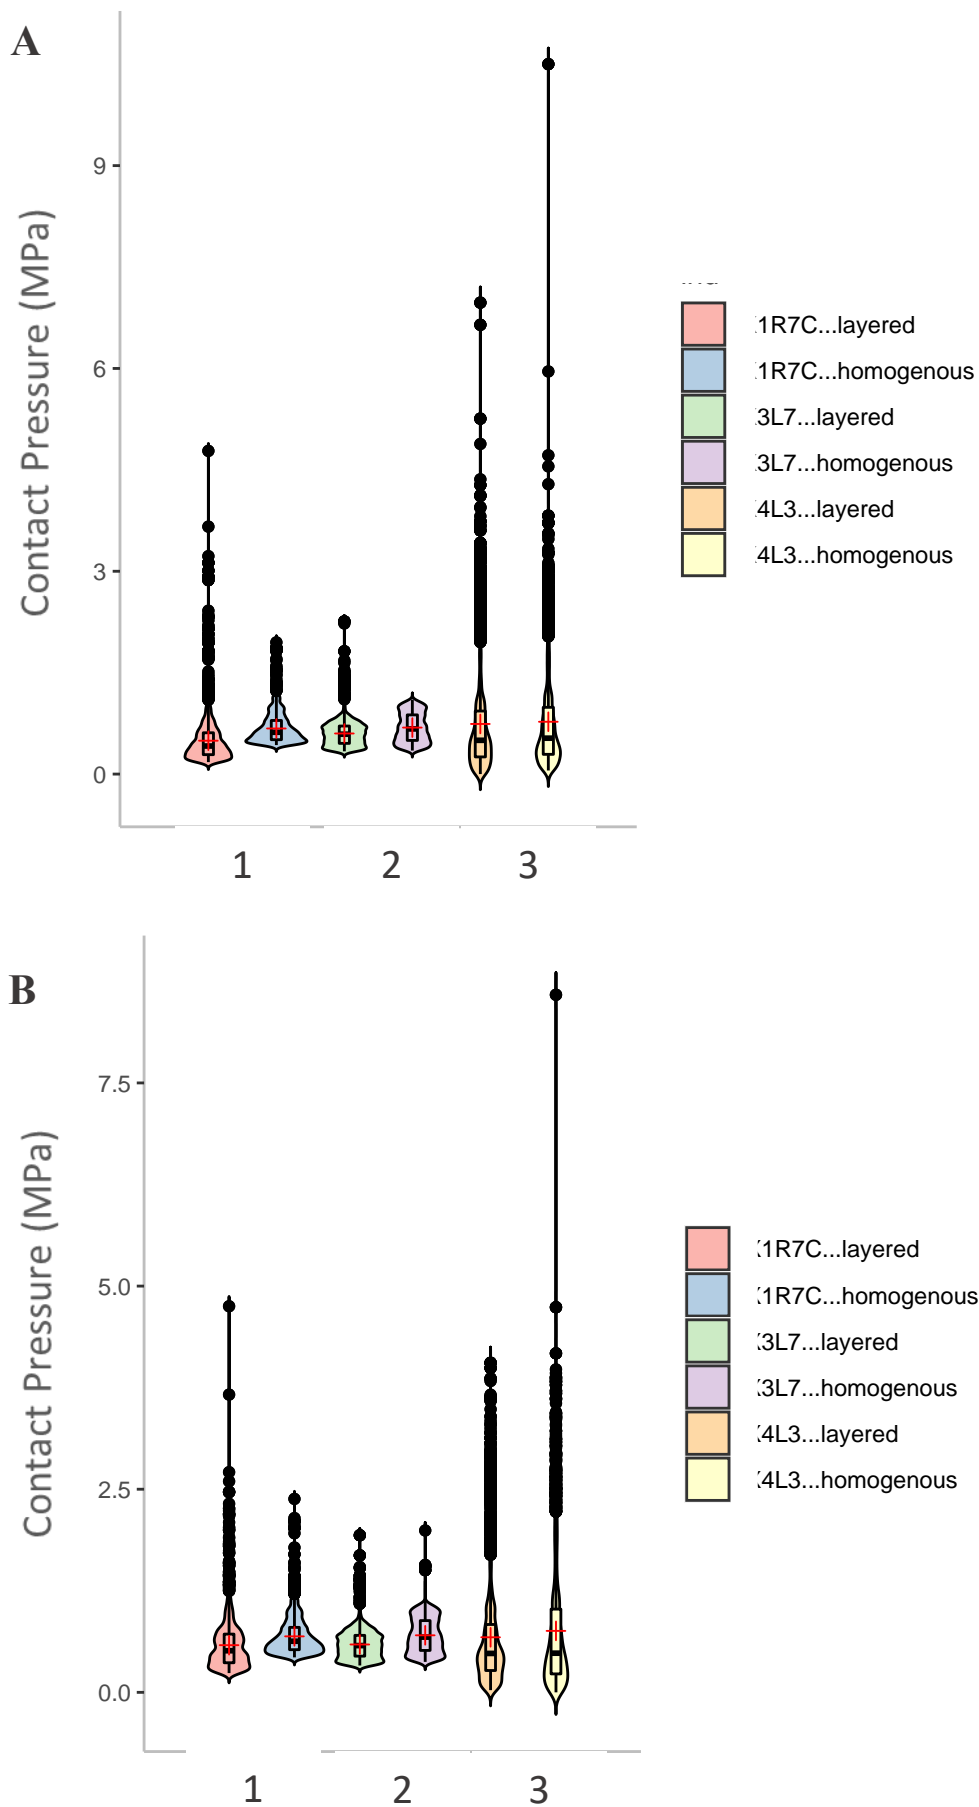 A
Contact Pressure (MPa)
9
6
3
0
1 2 3
1R7C...layered
1R7C...homogenous
3L7...layered
3L7...homogenous
4L3...layered
4L3...homogenous
B
Contact Pressure (MPa)
7.5
5.0
2.5
0.0
1 2 3
1R7C...layered
1R7C...homogenous
3L7...layered
3L7...homogenous
4L3...layered
4L3...homogenous